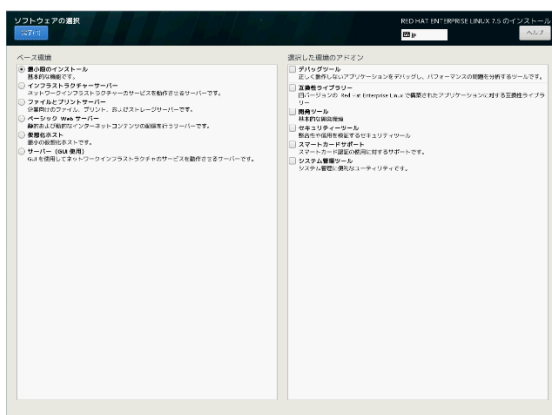 ソフトウェアの選択
RED HAT ENTERPRISE LINUX 7.5 のインストール
完了(D)
jp
ヘルプ
ベース環境
最小限のインストール
基本的な機能です。
インフラストラクチャーサーバー
ネットワークインフラストラクチャーのサービスを動作させるサーバーです。
ファイルとプリントサーバー
企業向けのファイル、プリント、およびストレージサーバーです。
ベーシック Web サーバー
静的および動的なインターネットコンテンツの配信を行うサーバーです。
仮想化ホスト
最小の仮想化ホストです。
サーバー (GUI 使用)
GUI を使用してネットワークインフラストラクチャのサービスを動作させるサーバーです。
選択した環境のアドオン
デバッグツール
正しく動作しないアプリケーションをデバッグし、パフォーマンスの問題を分析するツールです。
互換性ライブラリー
旧バージョンの Red Hat Enterprise Linux で構築されたアプリケーションに対する互換性ライブラ
リー
開発ツール
基本的な開発環境
セキュリティーツール
整合性や信用を検証するセキュリティツール
スマートカードサポート
スマートカード認証の使用に対するサポートです。
システム管理ツール
システム管理に便利なユーティリティです。